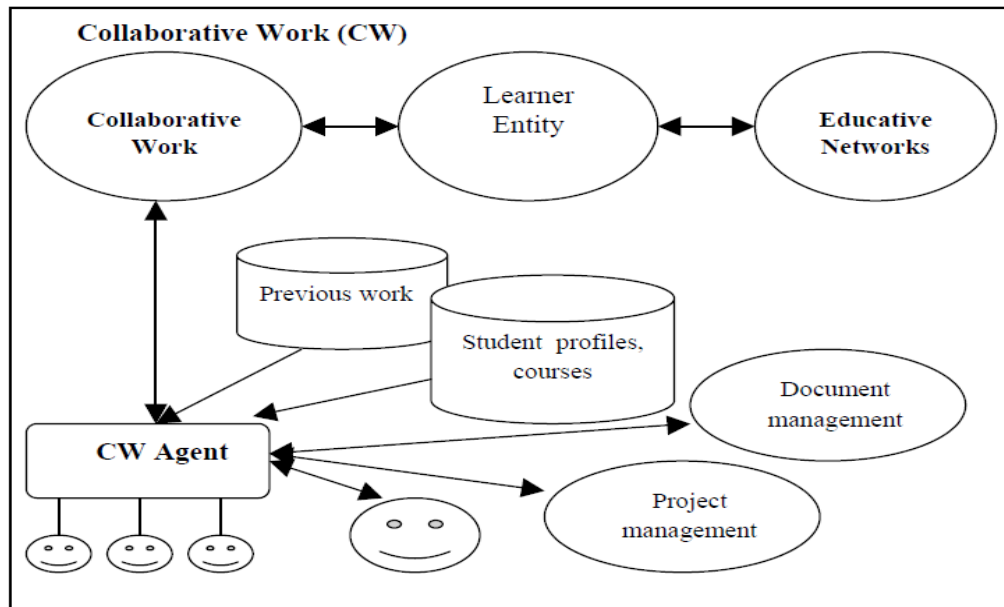 Collaborative Work (CW)
Collaborative
Work
Learner
Entity
Educative
Networks
Previous work
Student profiles,
courses
Document
management
CW Agent
Project
management